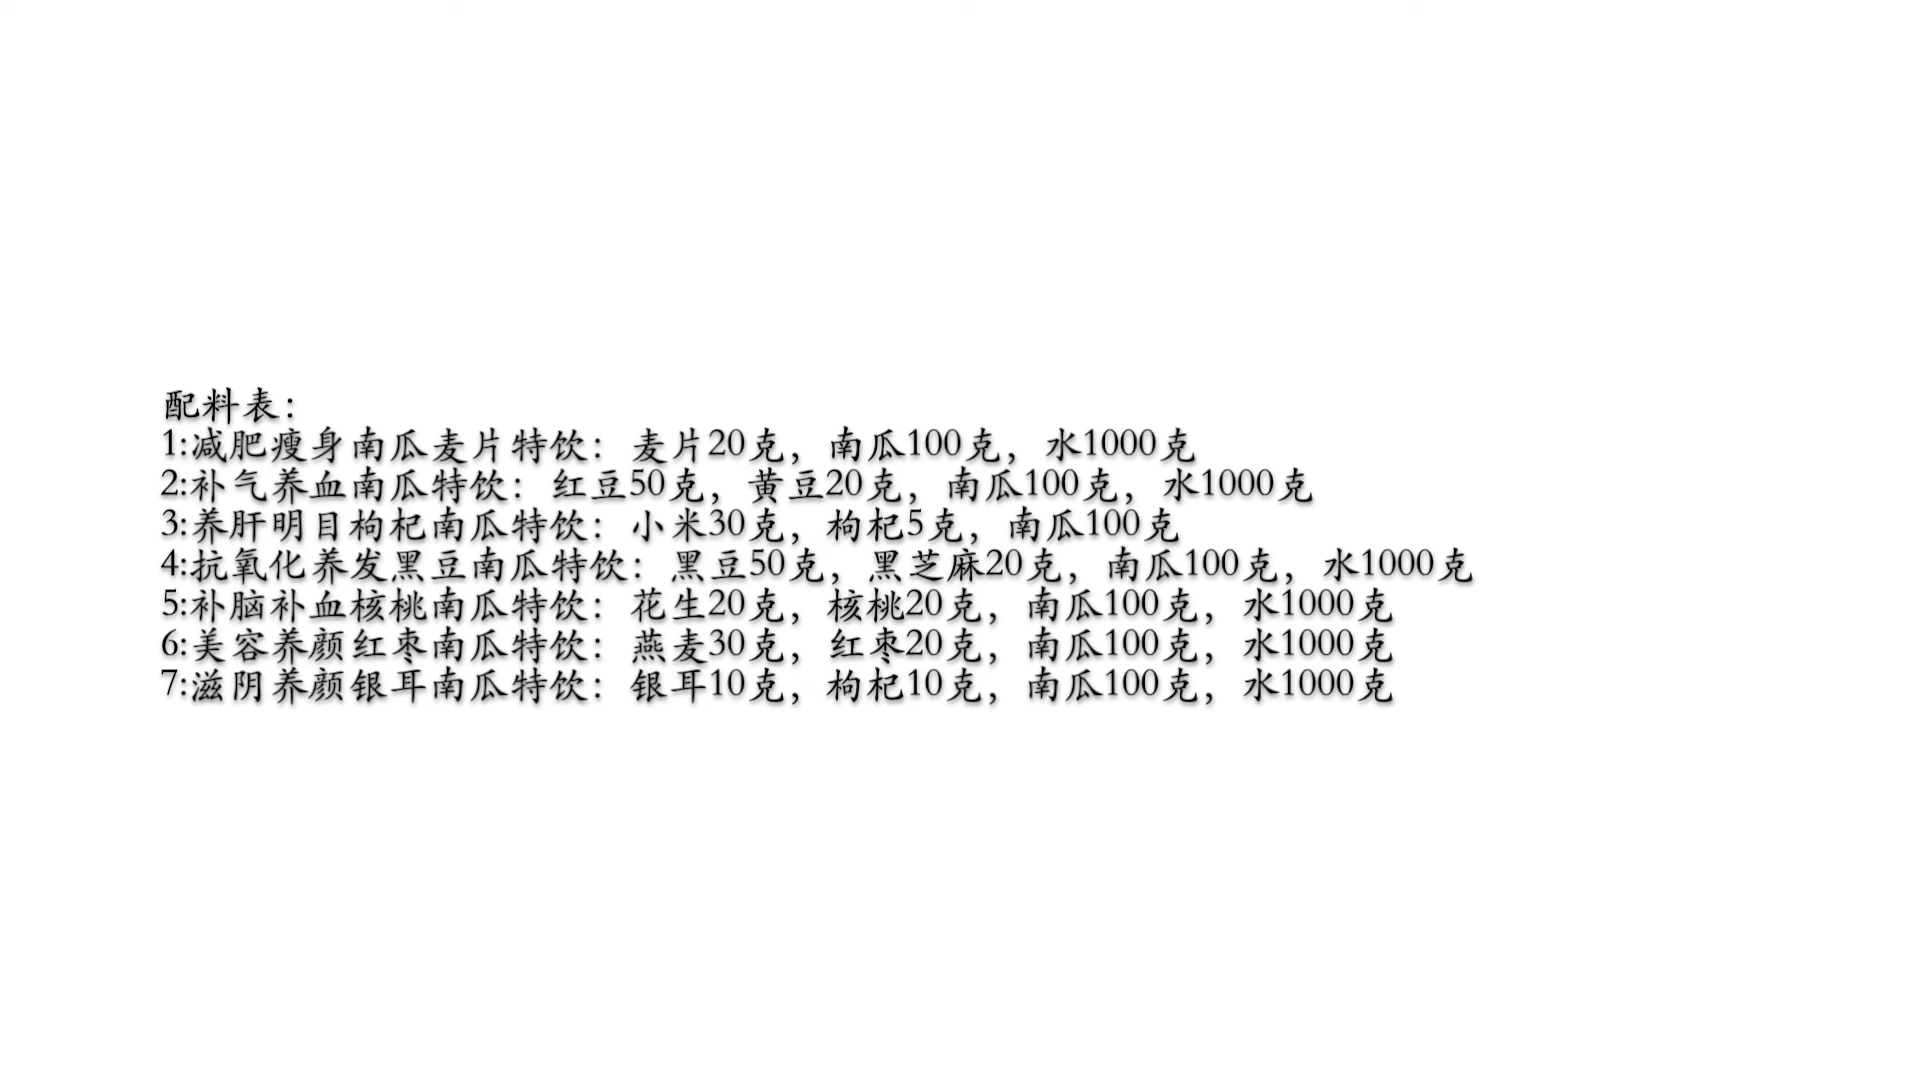 配料表：
1:减肥瘦身南瓜麦片特饮：麦片20克，南瓜100克，水1000克
2:补气养血南瓜特饮：红豆50克，黄豆20克，南瓜100克，水1000克
3:养肝明目枸杞南瓜特饮：小米30克，枸杞5克，南瓜100克
4:抗氧化养发黑豆南瓜特饮：黑豆50克，黑芝麻20克，南瓜100克，水1000克
5:补脑补血核桃南瓜特饮：花生20克，核桃20克，南瓜100克，水1000克
6:美容养颜红枣南瓜特饮：燕麦30克，红枣20克，南瓜100克，水1000克
7:滋阴养颜银耳南瓜特饮：银耳10克，枸杞10克，南瓜100克，水1000克